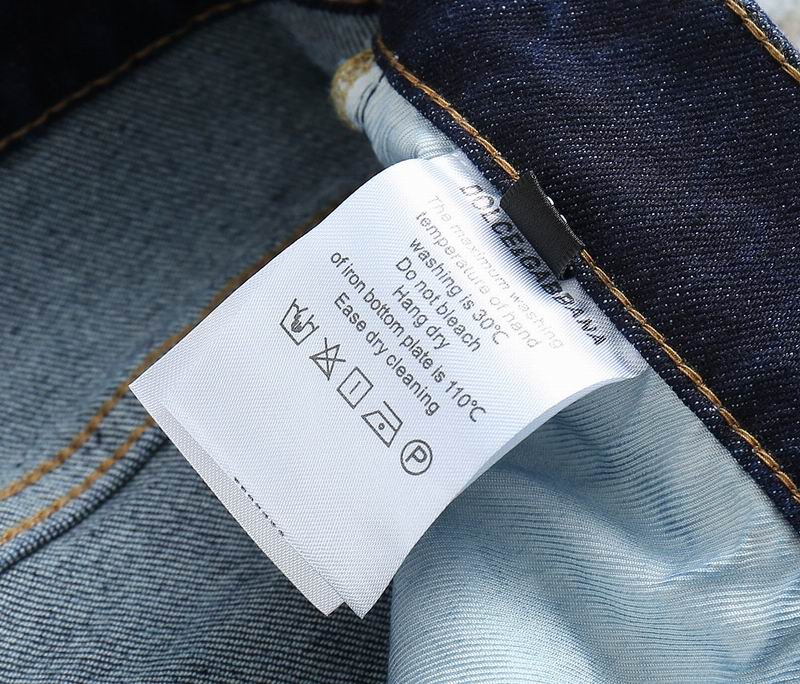 DOLCE&GABBANA
The maximum washing
temperature of hand
washing is 30℃
Do not bleach
Hang dry
of iron bottom plate is 110℃
Ease dry cleaning
P